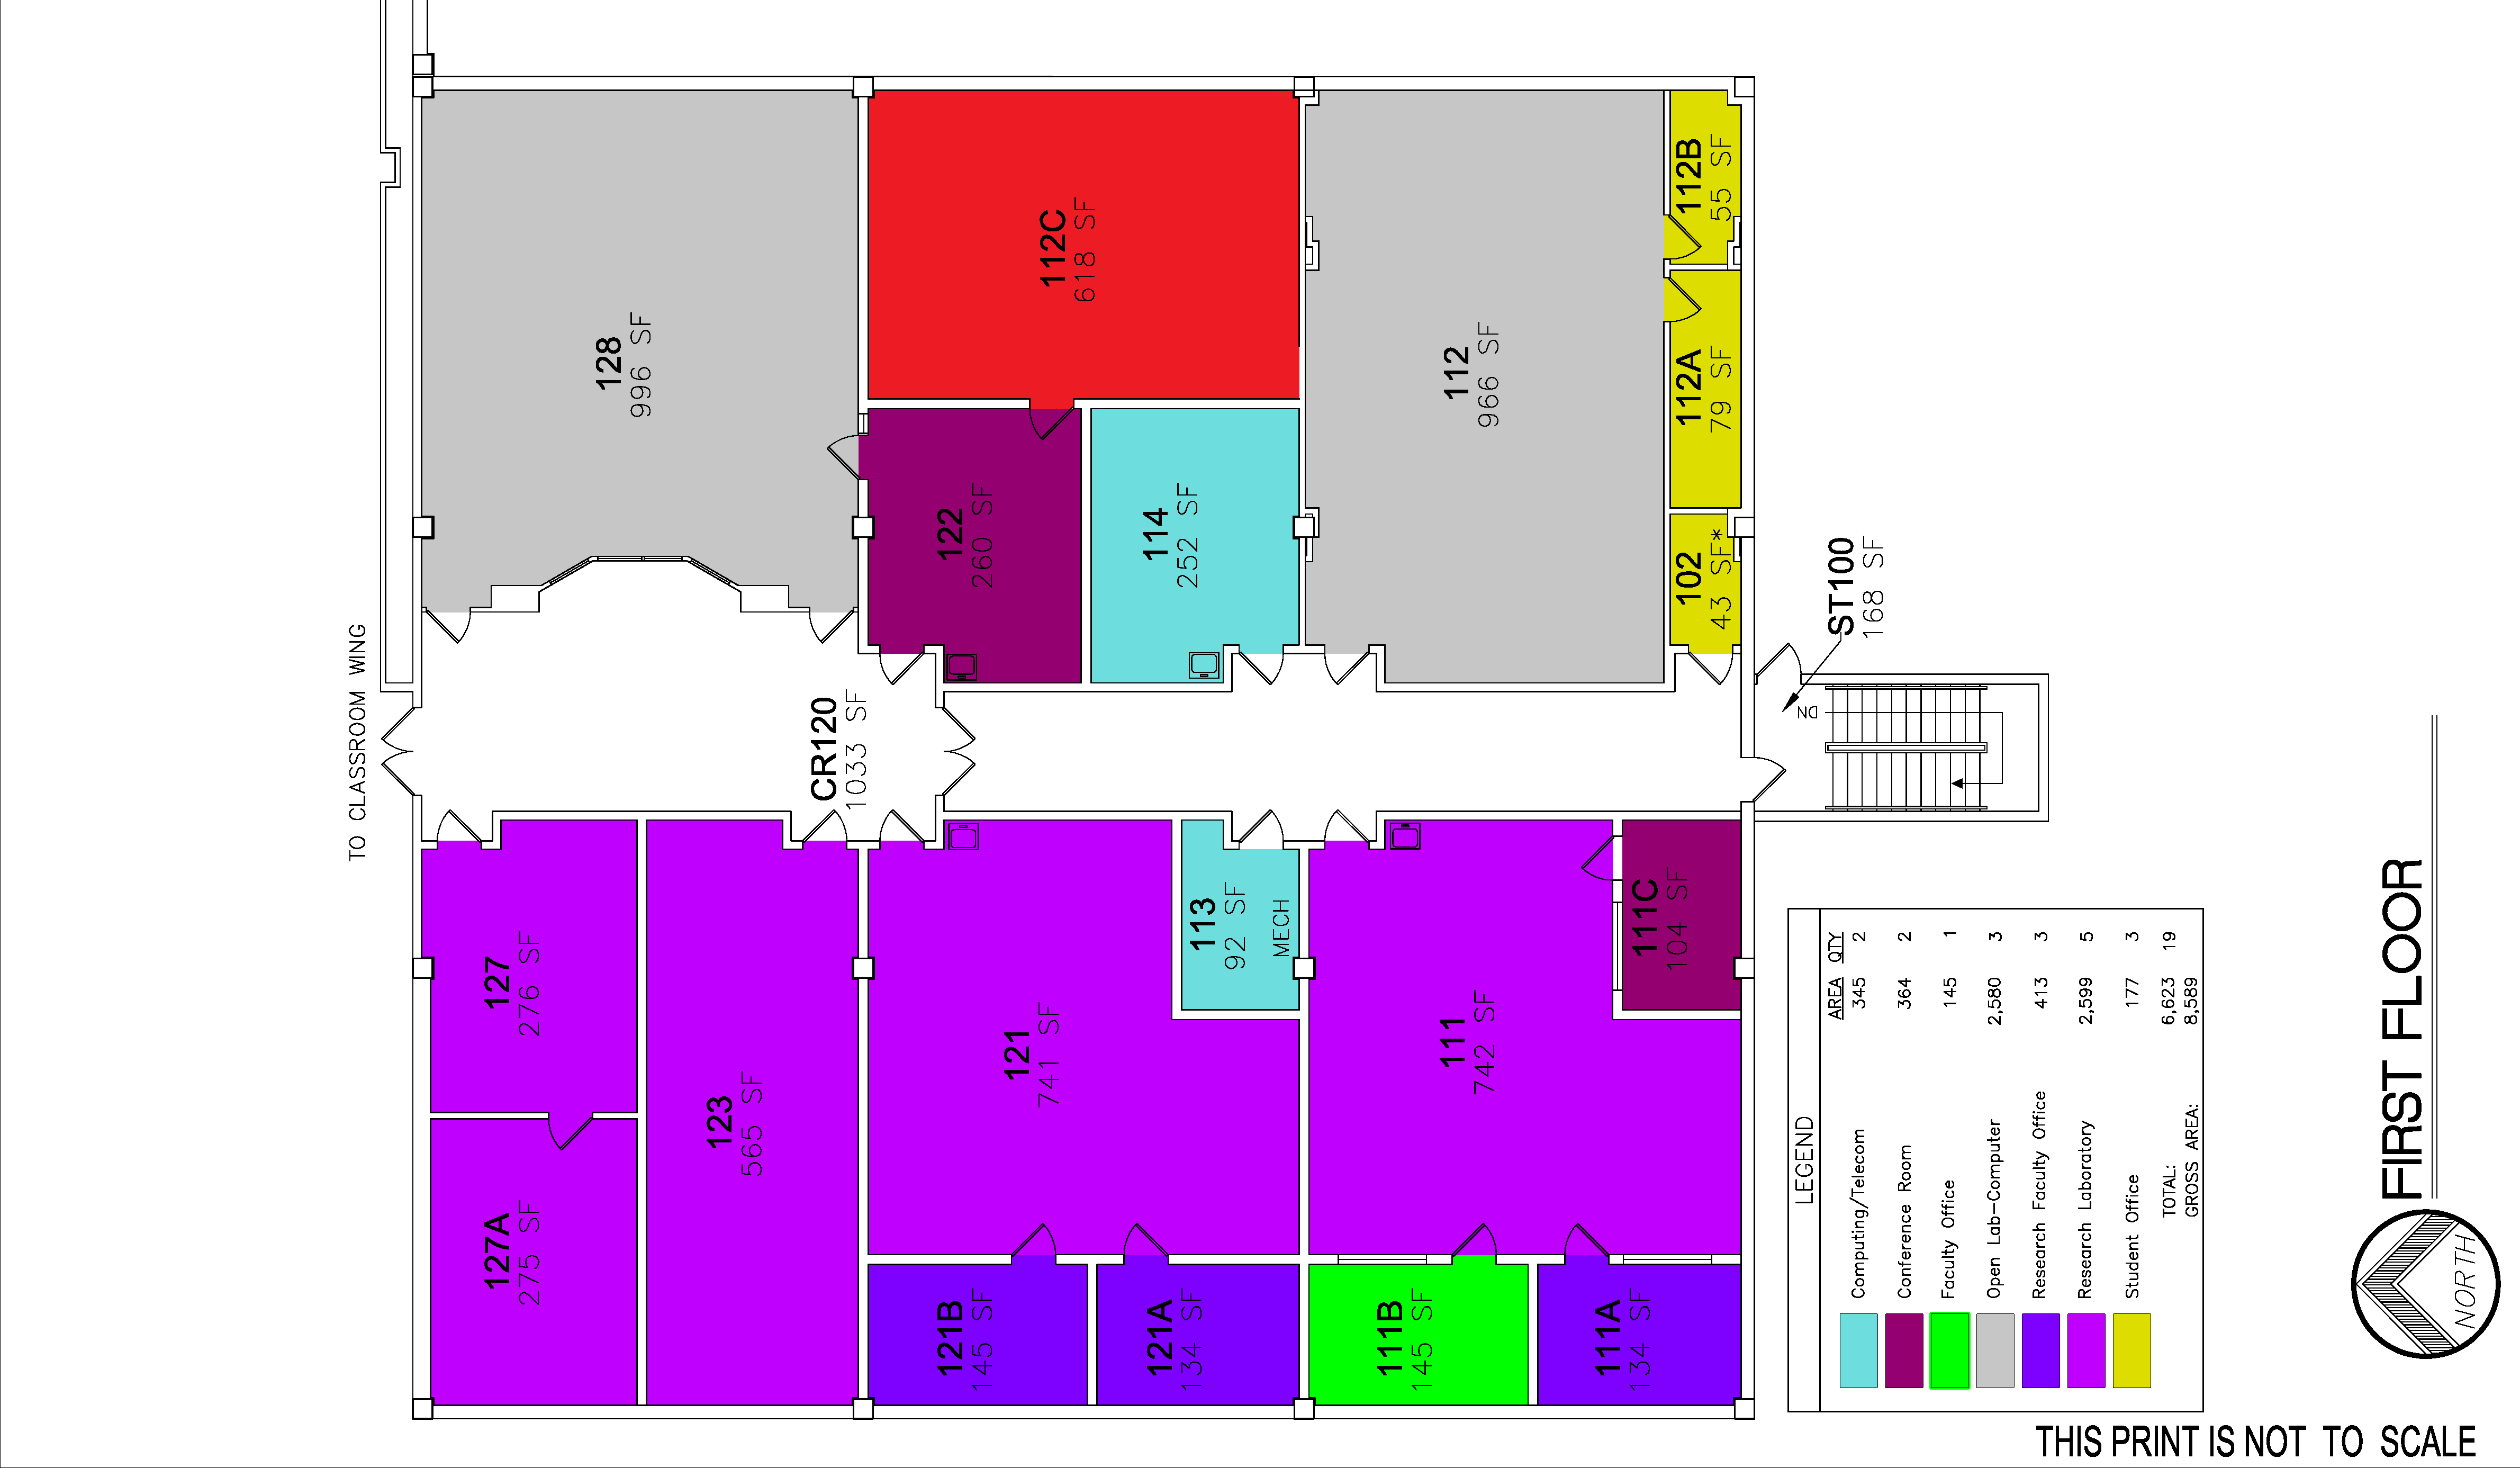 128
996 SF
112C
618 SF
112
966 SF
112B
55 SF
112A
79 SF
102
43 SF*
122
260 SF
114
252 SF
ST100
168 SF
DN
TO CLASSROOM WING
CR120
1033 SF
127
276 SF
127A
275 SF
123
565 SF
121
741 SF
113
92 SF
MECH
111
742 SF
111C
104 SF
121B
145 SF
121A
134 SF
111B
145 SF
111A
134 SF
LEGEND
AREA QTY
Computing/Telecom 345 2
Conference Room 364 2
Faculty Office 145 1
Open Lab-Computer 2,580 3
Research Faculty Office 413 3
Research Laboratory 2,599 5
Student Office 177 3
TOTAL: 6,623 19
GROSS AREA: 8,589
FIRST FLOOR
NORTH
THIS PRINT IS NOT TO SCALE